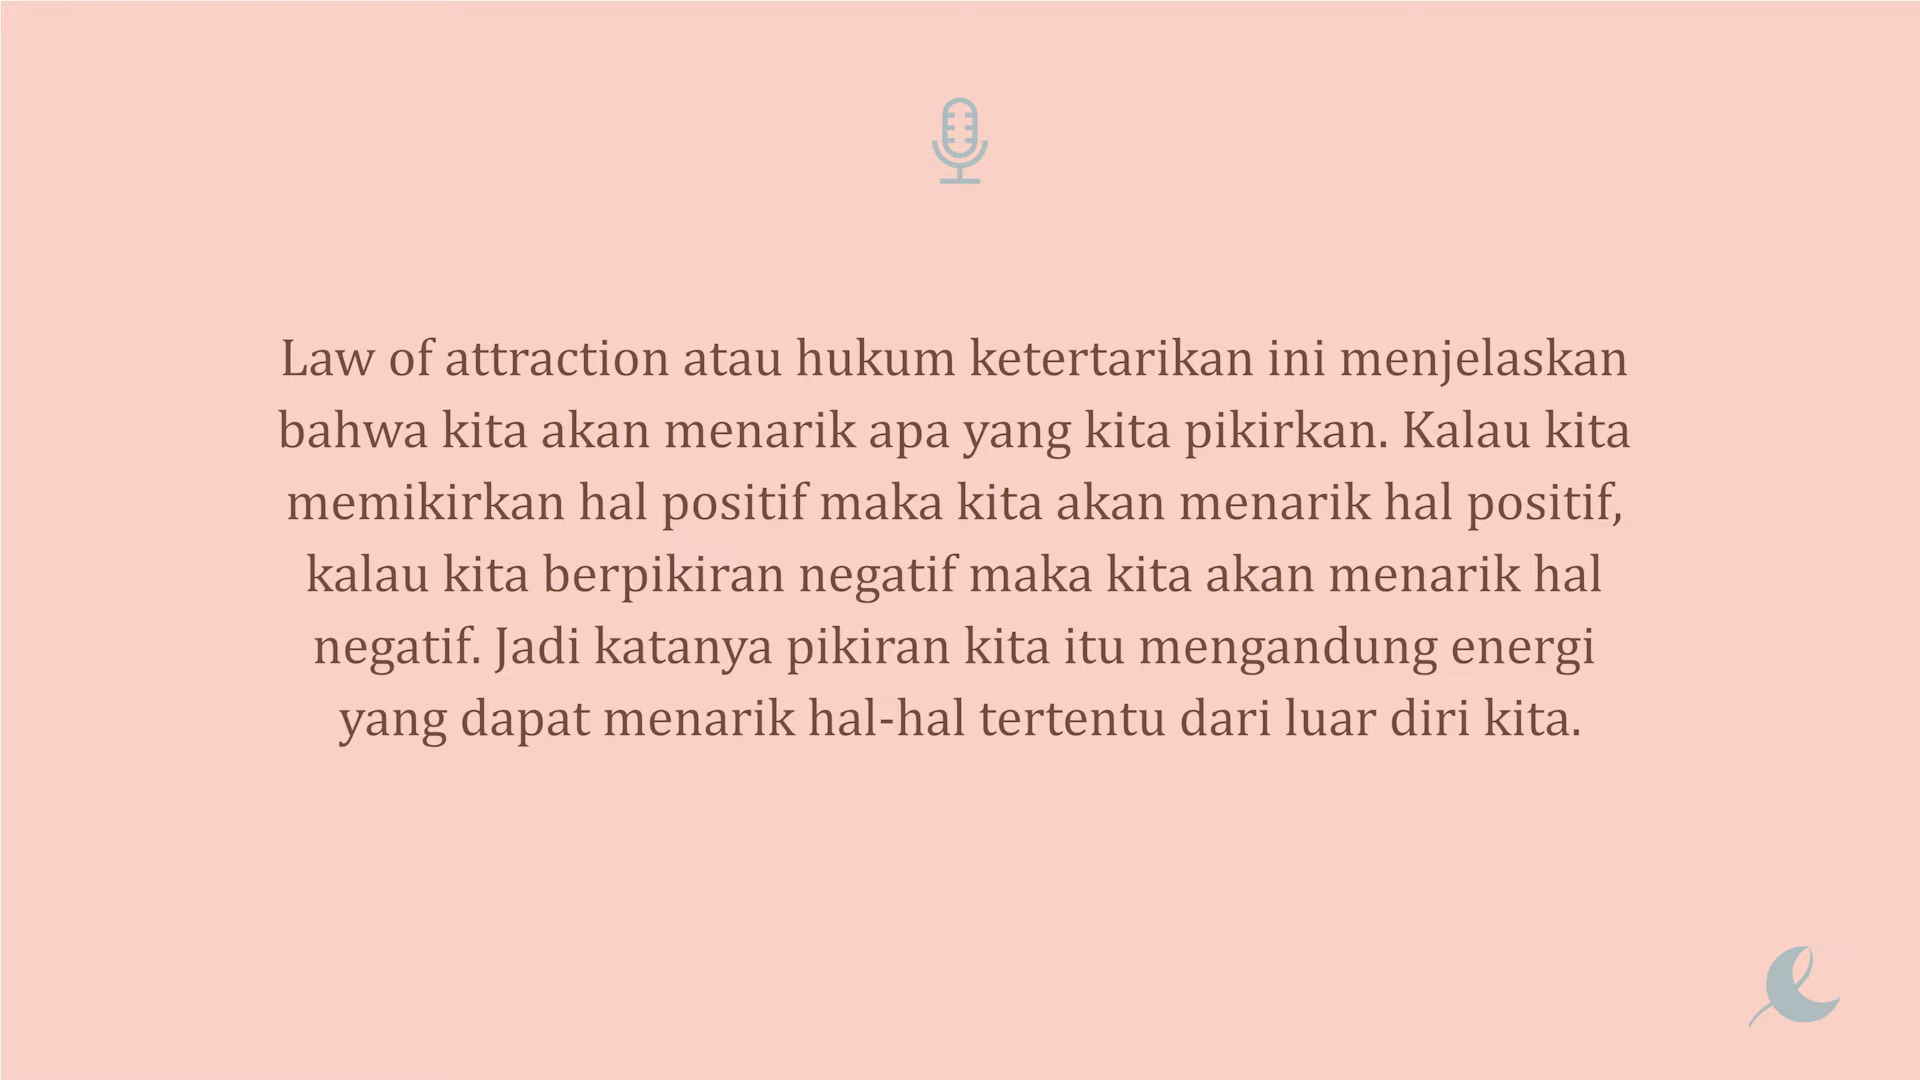 Law of attraction atau hukum ketertarikan ini menjelaskan
bahwa kita akan menarik apa yang kita pikirkan. Kalau kita
memikirkan hal positif maka kita akan menarik hal positif,
kalau kita berpikiran negatif maka kita akan menarik hal
negatif. Jadi katanya pikiran kita itu mengandung energi
yang dapat menarik hal-hal tertentu dari luar diri kita.